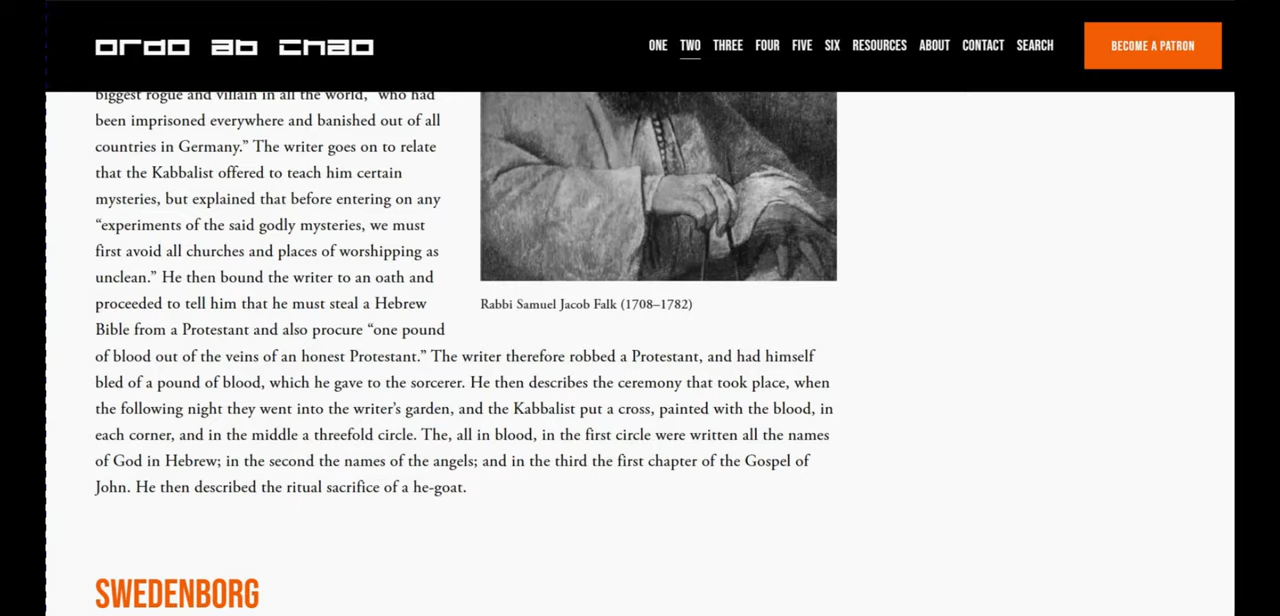 ordo ab chao
ONE TWO THREE FOUR FIVE SIX RESOURCES ABOUT CONTACT SEARCH
BECOME A PATRON
biggest rogue and villain in all the world,” “who had
been imprisoned everywhere and banished out of all
countries in Germany.” The writer goes on to relate
that the Kabbalist offered to teach him certain
mysteries, but explained that before entering on any
“experiments of the said godly mysteries, we must
first avoid all churches and places of worshipping as
unclean.” He then bound the writer to an oath and
proceeded to tell him that he must steal a Hebrew
Bible from a Protestant and also procure “one pound
of blood out of the veins of an honest Protestant.” The writer therefore robbed a Protestant, and had himself
bled of a pound of blood, which he gave to the sorcerer. He then describes the ceremony that took place, when
the following night they went into the writer’s garden, and the Kabbalist put a cross, painted with the blood, in
each corner, and in the middle a threefold circle. The, all in blood, in the first circle were written all the names
of God in Hebrew; in the second the names of the angels; and in the third the first chapter of the Gospel of
John. He then described the ritual sacrifice of a he-goat.
Rabbi Samuel Jacob Falk (1708–1782)
SWEDENBORG